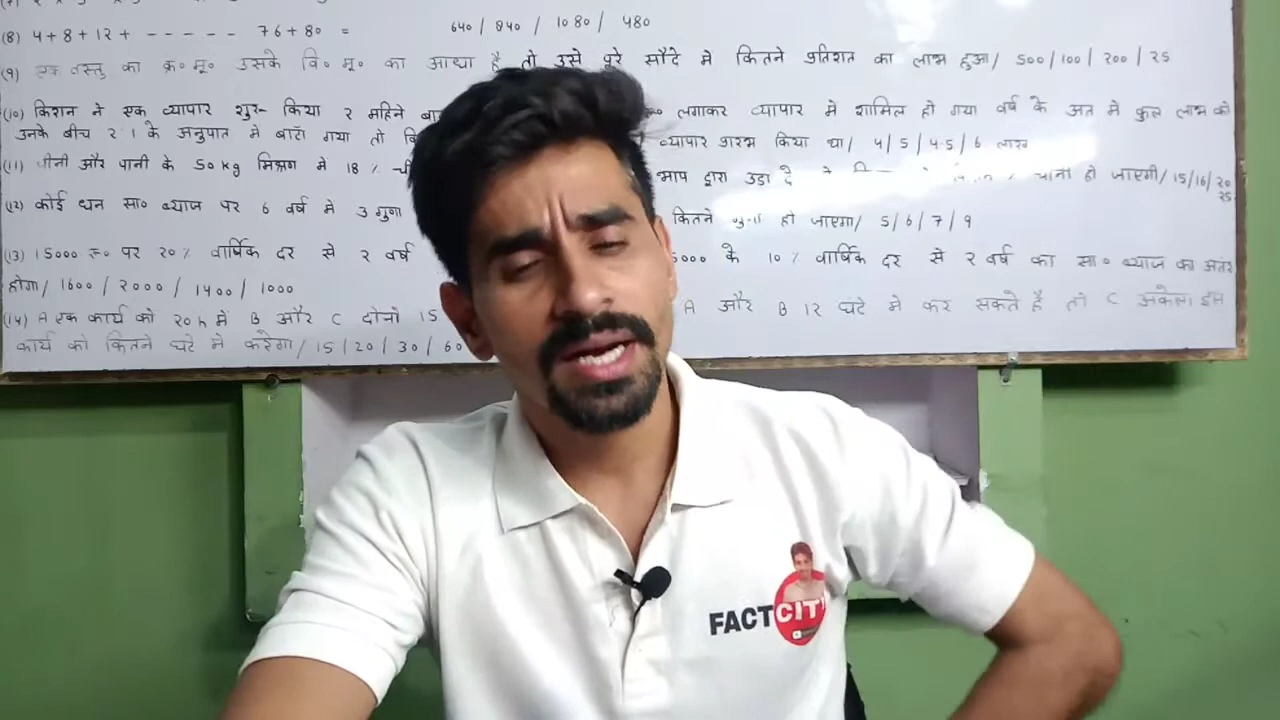 (8) 4+8+12+ ----- 76+80 = 640 / 840 / 1080 / 480
(9) एक वस्तु का क्र० मू० उसके वि० मू० का आधा है तो उसे पूरे सौदे मे कितने प्रतिशत का लाभ हुआ/ 500/100/200/25
(10) किशन ने एक व्यापार शुरू किया 2 महिने लगाकर व्यापार मे शामिल हो गया वर्ष के अंत मे कुल लाभ को
उनके बीच 2:1 के अनुपात मे बाटा गया तो व्यापार प्रारंभ किया था/ 4/5/4.5/6 लाख
(11) चीनी और पानी के 50 kg मिश्रण मे 18 % भाप द्वारा उड़ा दे हो जाएगी/ 15/16/20
25
(12) कोई धन सा० ब्याज पर 6 वर्ष मे 3 गुणा कितने हो जाएगा/ 5/6/7/9
(13) 15000 रू० पर 20% वार्षिक दर से 2 वर्ष के 10 % वार्षिक दर से 2 वर्ष का सा० ब्याज का अंतर
होगा/ 1600 / 2000 / 1400 / 1000
(14) A एक कार्य को 20 h मे B और C दोनो 15 A और B 12 घंटे मे कर सकते है तो C अकेला इस
कार्य को कितने घंटे मे करेगा/ 15/20/30/60
FACT CITY